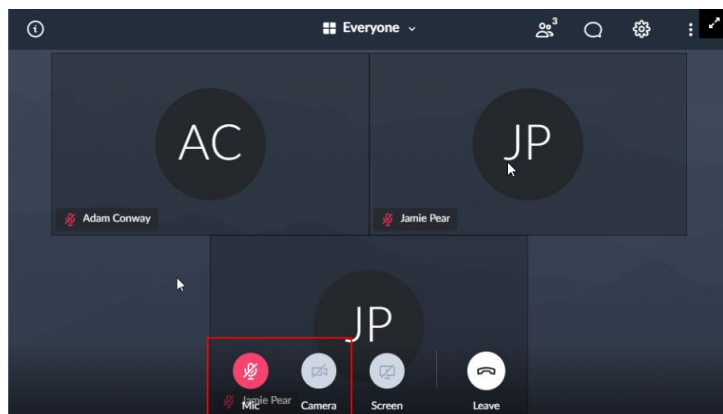 Everyone
3
AC
JP
Adam Conway
Jamie Pear
JP
Jamie Pear
Mic
Camera
Screen
Leave